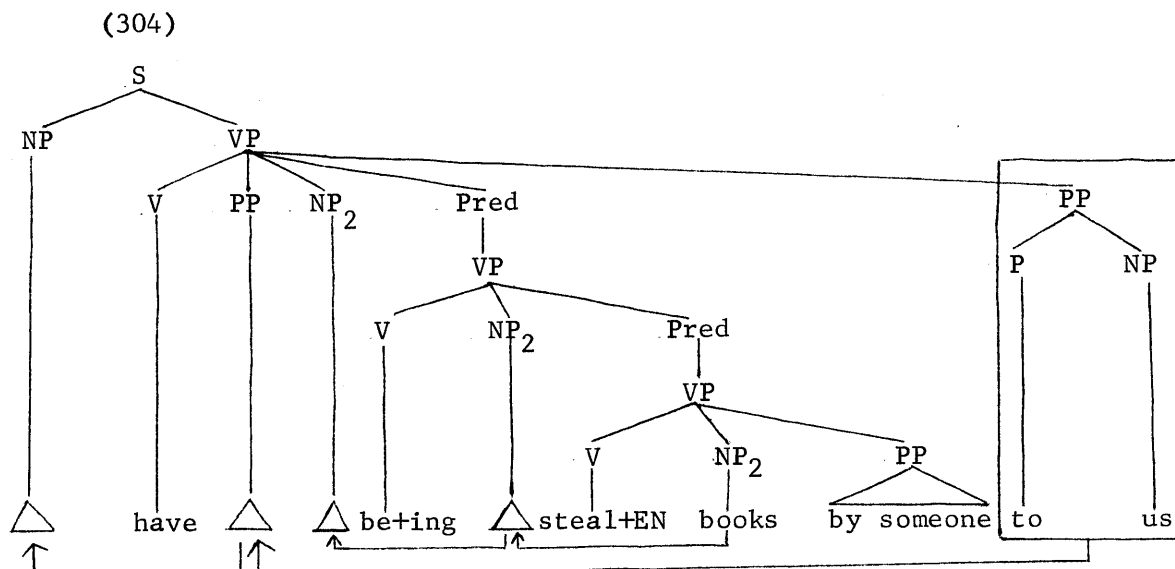 (304)
S
NP VP
V PP NP2 Pred PP
VP P NP
V NP2 Pred
VP
V NP2 PP
have be+ing steal+EN books by someone to us